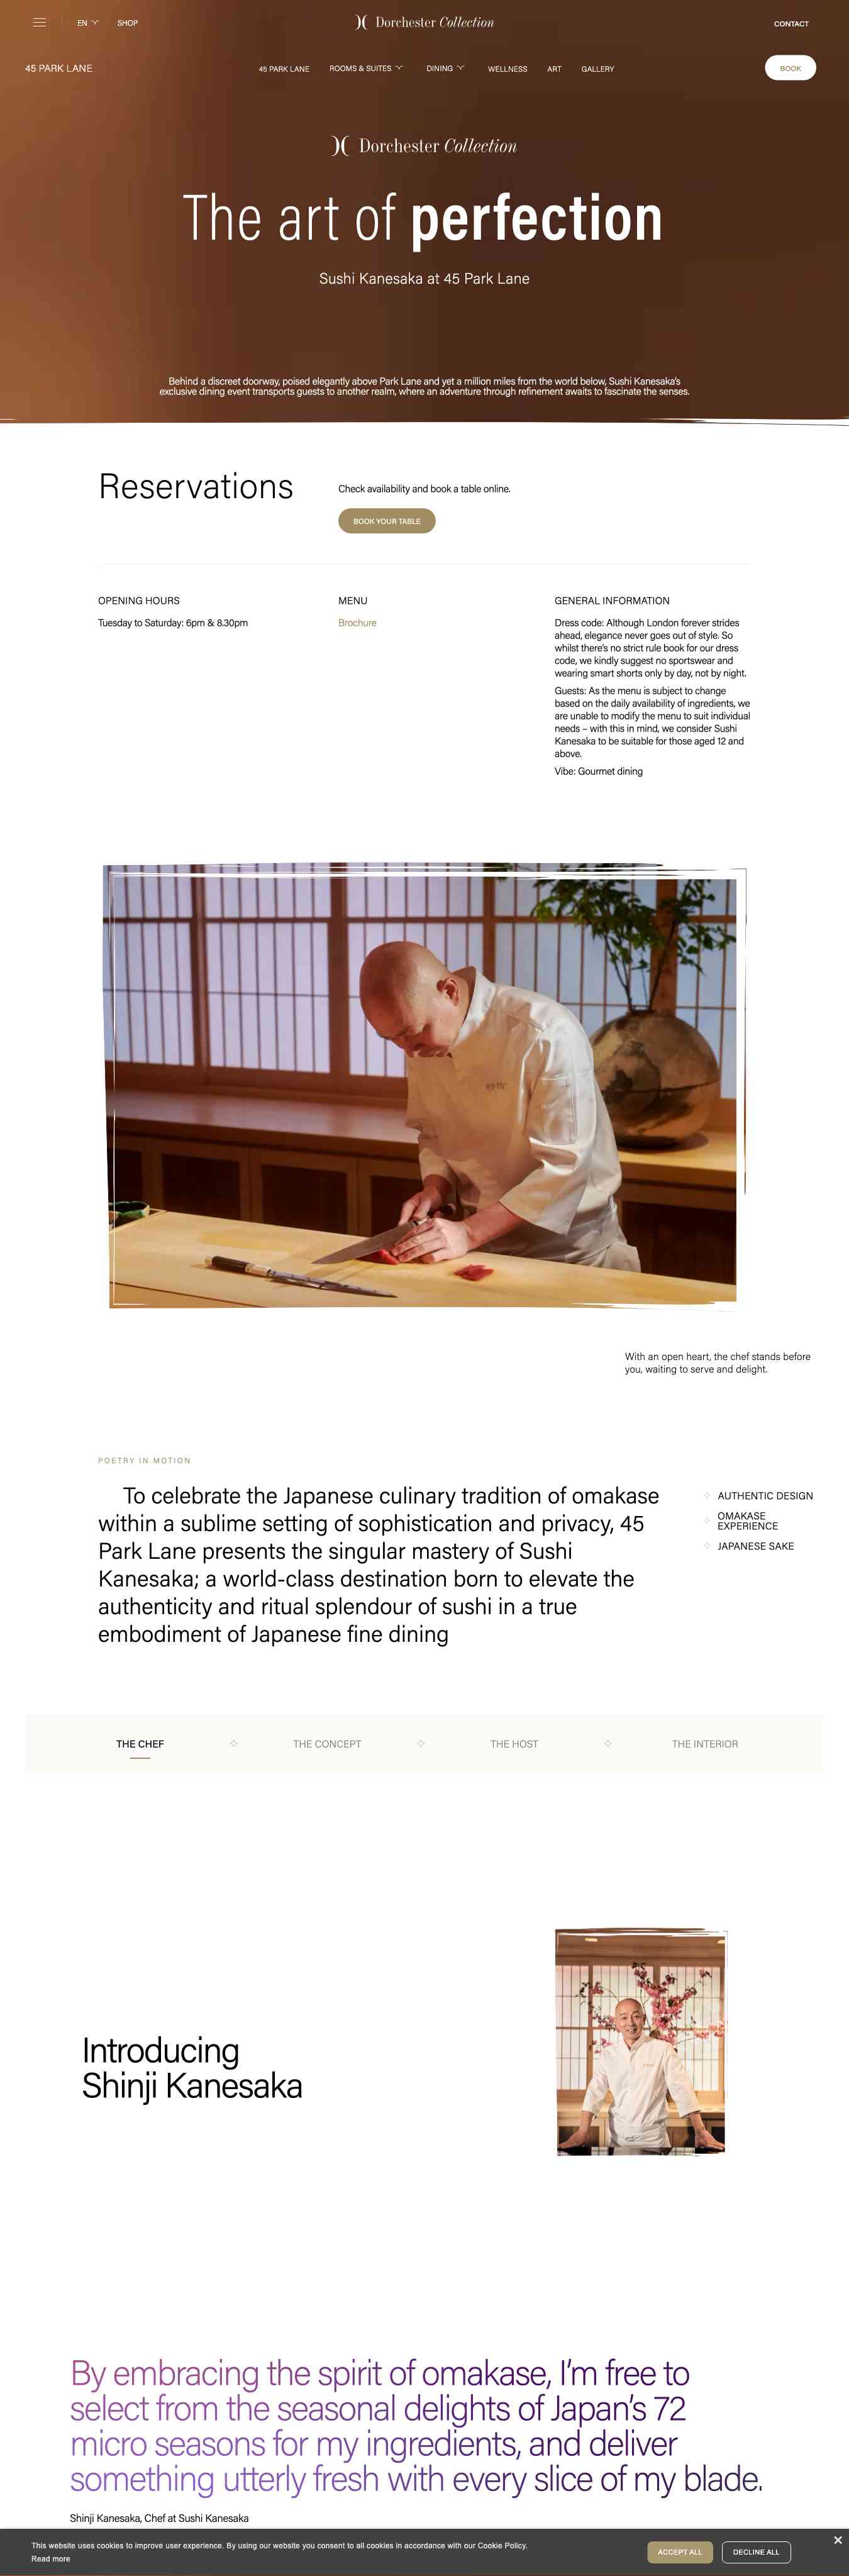 EN
SHOP
Dorchester Collection
CONTACT
45 PARK LANE
45 PARK LANE
ROOMS & SUITES
DINING
WELLNESS
ART
GALLERY
BOOK
Dorchester Collection
The art of perfection
Sushi Kanesaka at 45 Park Lane
Behind a discreet doorway, poised elegantly above Park Lane and yet a million miles from the world below, Sushi Kanesaka's
exclusive dining event transports guests to another realm, where an adventure through refinement awaits to fascinate the senses.
Reservations
Check availability and book a table online.
BOOK YOUR TABLE
OPENING HOURS
Tuesday to Saturday: 6pm & 8.30pm
MENU
Brochure
GENERAL INFORMATION
Dress code: Although London forever strides
ahead, elegance never goes out of style. So
whilst there's no strict rule book for our dress
code, we kindly suggest no sportswear and
wearing smart shorts only by day, not by night.
Guests: As the menu is subject to change
based on the daily availability of ingredients, we
are unable to modify the menu to suit individual
needs – with this in mind, we consider Sushi
Kanesaka to be suitable for those aged 12 and
above.
Vibe: Gourmet dining
With an open heart, the chef stands before
you, waiting to serve and delight.
POETRY IN MOTION
To celebrate the Japanese culinary tradition of omakase
within a sublime setting of sophistication and privacy, 45
Park Lane presents the singular mastery of Sushi
Kanesaka; a world-class destination born to elevate the
authenticity and ritual splendour of sushi in a true
embodiment of Japanese fine dining
AUTHENTIC DESIGN
OMAKASE
EXPERIENCE
JAPANESE SAKE
THE CHEF
THE CONCEPT
THE HOST
THE INTERIOR
Introducing
Shinji Kanesaka
By embracing the spirit of omakase, I'm free to
select from the seasonal delights of Japan's 72
micro seasons for my ingredients, and deliver
something utterly fresh with every slice of my blade.
Shinji Kanesaka, Chef at Sushi Kanesaka
This website uses cookies to improve user experience. By using our website you consent to all cookies in accordance with our Cookie Policy.
Read more
ACCEPT ALL
DECLINE ALL